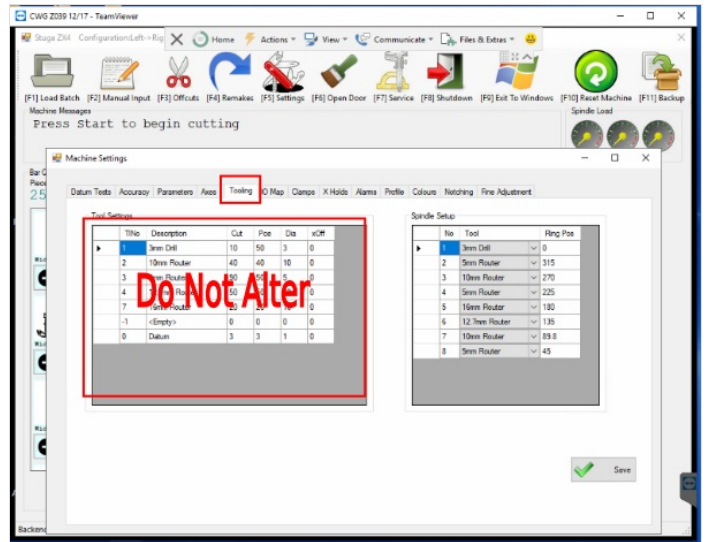 CWG Z039 12/17 - TeamViewer
Stuga ZX4 Configuration:Left->Rig
Home Actions View Communicate Files & Extras
[F1] Load Batch [F2] Manual Input [F3] Offcuts [F4] Remakes [F5] Settings [F6] Open Door [F7] Service [F8] Shutdown [F9] Exit To Windows [F10] Reset Machine [F11] Backup
Machine Messages
Spindle Load
Press Start to begin cutting
Machine Settings
Bar
Piece
25
Datum Tests Accuracy Parameters Axes Tooling IO Map Clamps X Holds Alarms Profile Colours Notching Fine Adjustment
Tool Settings
TlNo Description Cut Pos Dia xOff
1 3mm Drill 10 50 3 0
2 10mm Router 40 40 10 0
3 Router 5 0
4 0
7 16mm Router 0
-1 <Empty> 0 0 0 0
0 Datum 3 3 1 0
Do Not Alter
Spindle Setup
No Tool Ring Pos
1 3mm Drill 0
2 5mm Router 315
3 10mm Router 270
4 5mm Router 225
5 16mm Router 180
6 12.7mm Router 135
7 10mm Router 89.8
8 5mm Router 45
Save